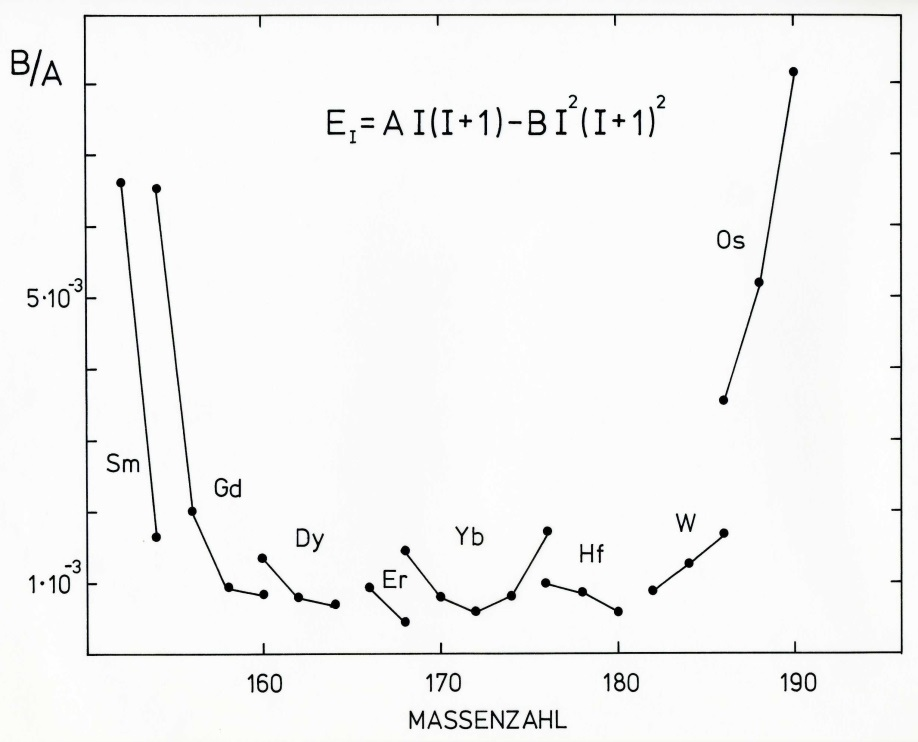 B/A
E_I = A I(I+1) − B I²(I+1)²
Os
5·10⁻³
Sm
Gd
Dy
Yb
W
Hf
Er
1·10⁻³
160 170 180 190
MASSENZAHL